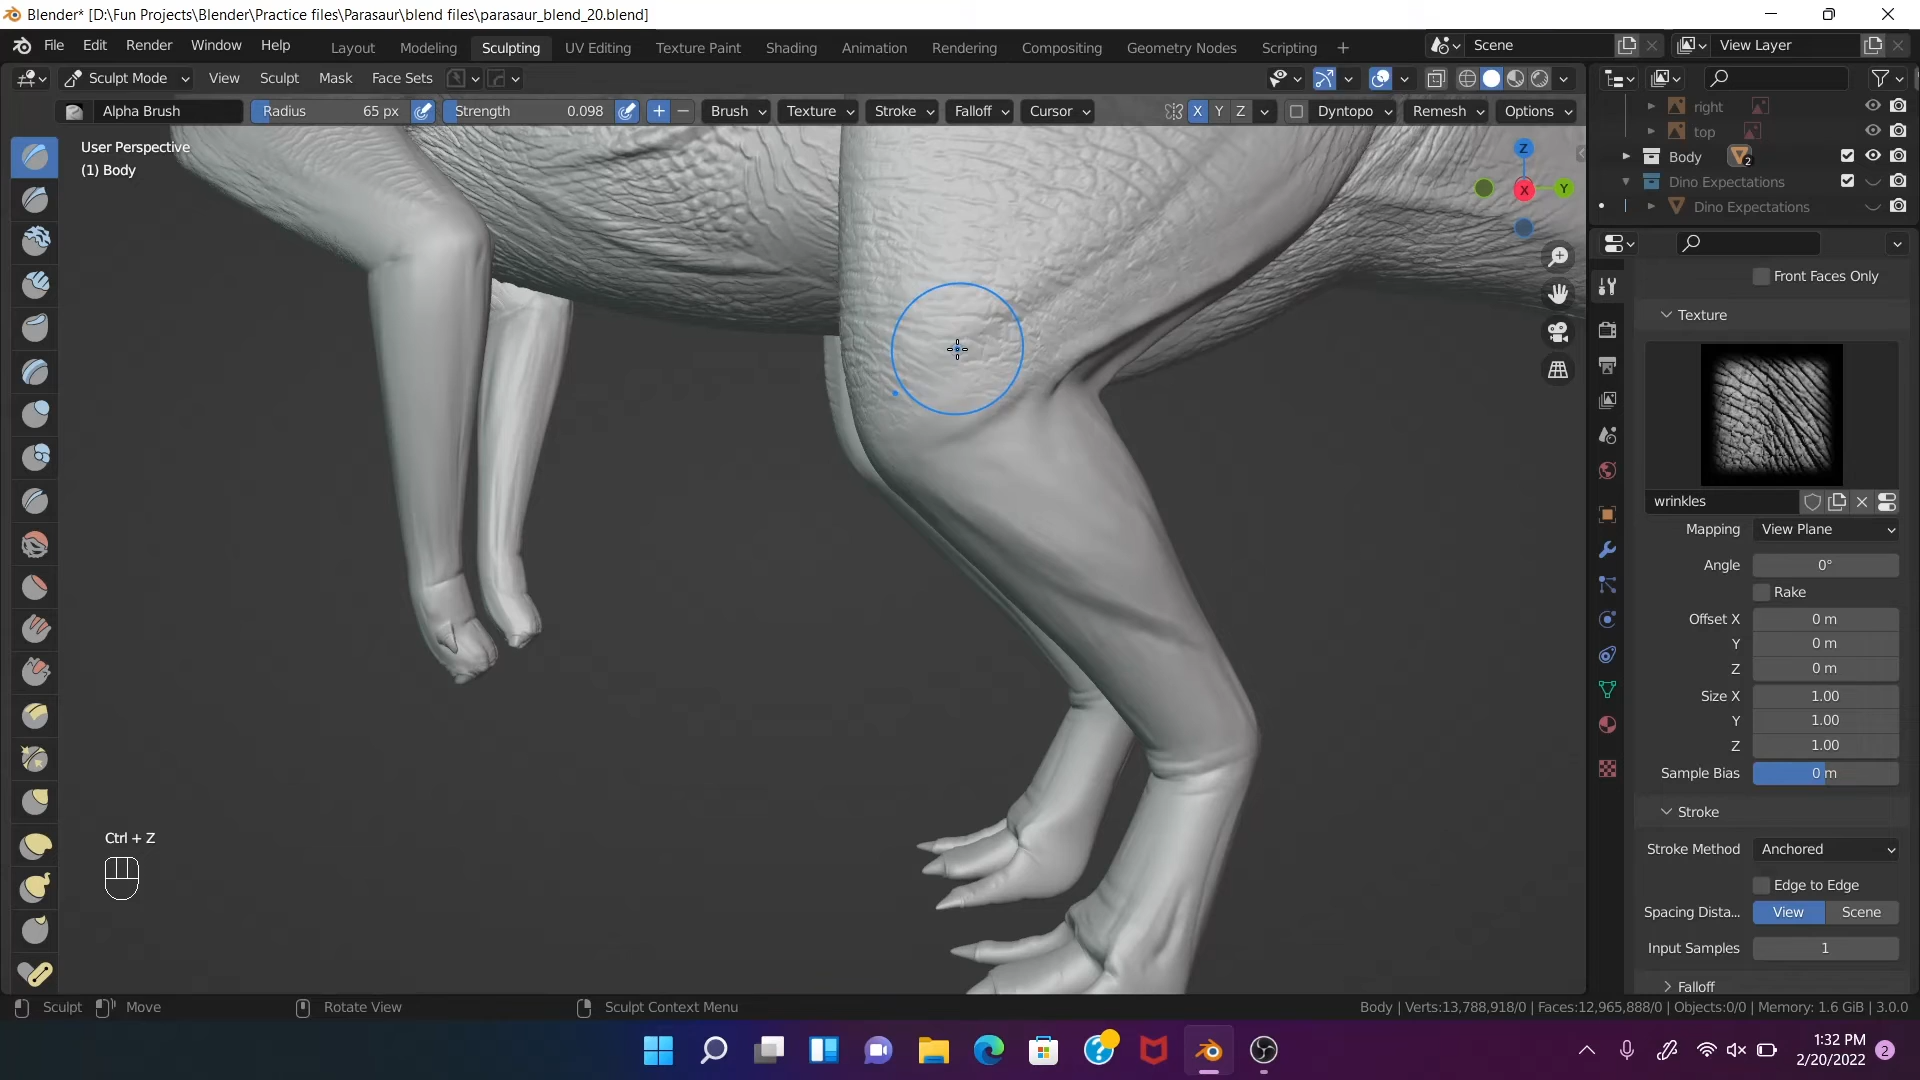 Blender* [D:\Fun Projects\Blender\Practice files\Parasaur\blend files\parasaur_blend_20.blend]
File Edit Render Window Help Layout Modeling Sculpting UV Editing Texture Paint Shading Animation Rendering Compositing Geometry Nodes Scripting + Scene View Layer
Sculpt Mode View Sculpt Mask Face Sets
Alpha Brush Radius 65 px Strength 0.098 + − Brush Texture Stroke Falloff Cursor X Y Z Dyntopo Remesh Options
User Perspective
(1) Body
Z
X
Y
right
top
Body 2
Dino Expectations
Dino Expectations
Front Faces Only
Texture
wrinkles
Mapping View Plane
Angle 0°
Rake
Offset X 0 m
Y 0 m
Z 0 m
Size X 1.00
Y 1.00
Z 1.00
Sample Bias 0 m
Stroke
Stroke Method Anchored
Edge to Edge
Spacing Dista... View Scene
Input Samples 1
Falloff
Ctrl + Z
Sculpt Move Rotate View Sculpt Context Menu Body | Verts:13,788,918/0 | Faces:12,965,888/0 | Objects:0/0 | Memory: 1.6 GiB | 3.0.0
1:32 PM
2/20/2022 2